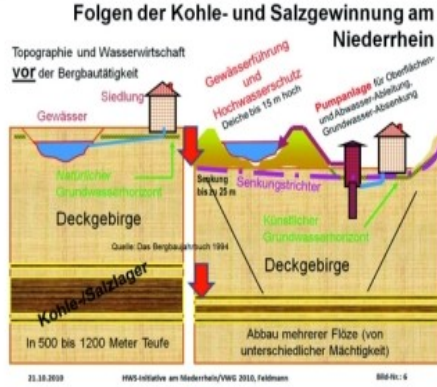 Folgen der Kohle- und Salzgewinnung am
Niederrhein
Topographie und Wasserwirtschaft
vor der Bergbautätigkeit
Siedlung
Gewässer
Natürlicher
Grundwasserhorizont
Deckgebirge
Quelle: Das Bergbaujahrbuch 1994
Kohle-/Salzlager
In 500 bis 1200 Meter Teufe
Gewässerführung
und
Hochwasserschutz
Deiche bis 15 m hoch
Pumpanlage für Oberflächen-
und Abwasser-Ableitung,
Grundwasser-Absenkung
Senkung
bis zu 25 m
Senkungstrichter
Künstlicher
Grundwasserhorizont
Deckgebirge
Abbau mehrerer Flöze (von
unterschiedlicher Mächtigkeit)
21.10.2010
HWS-Initiative am Niederrhein/VWG 2010, Feldmann
Bild-Nr.: 6